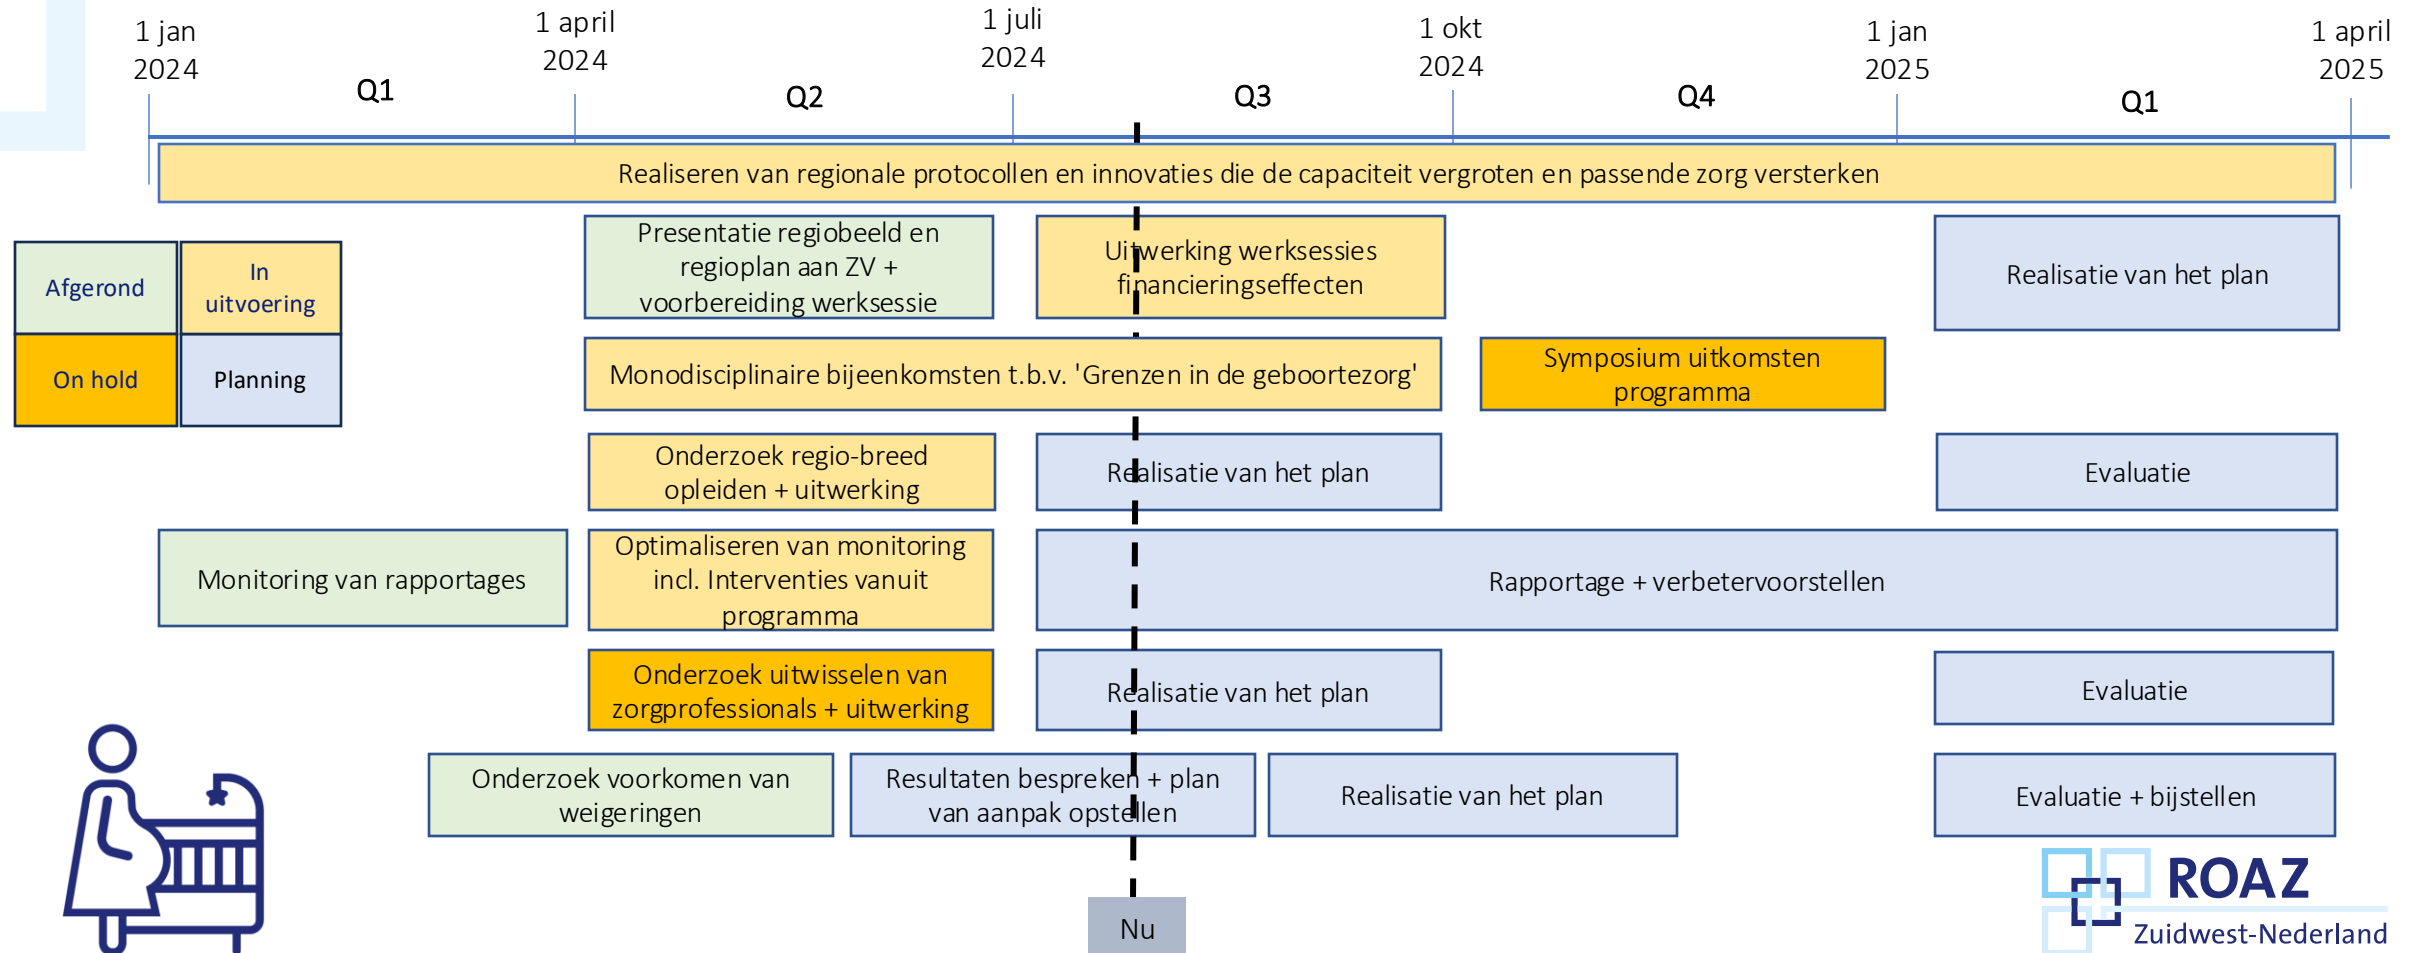 1 jan
2024
1 april
2024
1 juli
2024
1 okt
2024
1 jan
2025
1 april
2025
Q1
Q2
Q3
Q4
Q1
Realiseren van regionale protocollen en innovaties die de capaciteit vergroten en passende zorg versterken
Afgerond
In
uitvoering
On hold
Planning
Presentatie regiobeeld en
regioplan aan ZV +
voorbereiding werksessie
Uitwerking werksessies
financieringseffecten
Realisatie van het plan
Monodisciplinaire bijeenkomsten t.b.v. 'Grenzen in de geboortezorg'
Symposium uitkomsten
programma
Onderzoek regio-breed
opleiden + uitwerking
Realisatie van het plan
Evaluatie
Monitoring van rapportages
Optimaliseren van monitoring
incl. Interventies vanuit
programma
Rapportage + verbetervoorstellen
Onderzoek uitwisselen van
zorgprofessionals + uitwerking
Realisatie van het plan
Evaluatie
Onderzoek voorkomen van
weigeringen
Resultaten bespreken + plan
van aanpak opstellen
Realisatie van het plan
Evaluatie + bijstellen
Nu
ROAZ
Zuidwest-Nederland